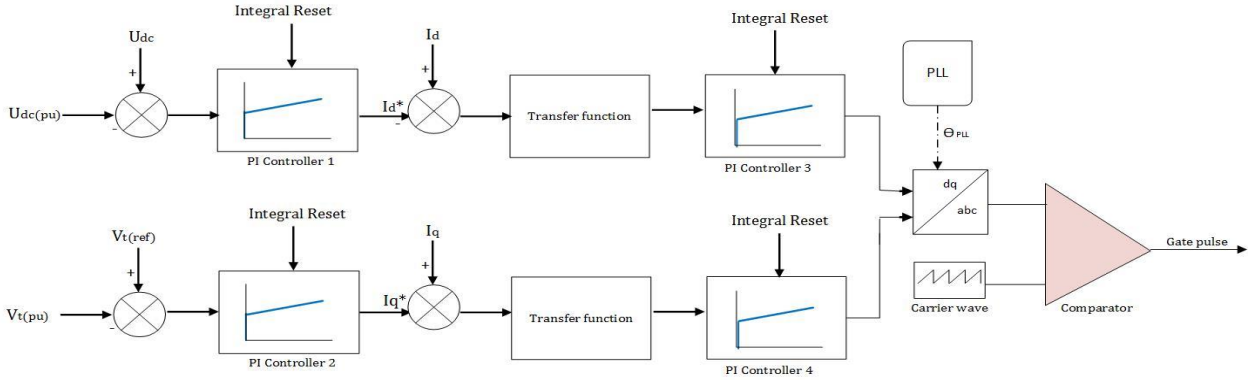 Integral Reset
Integral Reset
Udc
Id
PLL
+
+
Udc(pu)
-
Id*
-
Transfer function
ΘPLL
PI Controller 1
PI Controller 3
dq
abc
Integral Reset
Integral Reset
Vt(ref)
Iq
Gate pulse
+
+
Vt(pu)
-
Iq*
-
Transfer function
Carrier wave
Comparator
PI Controller 2
PI Controller 4